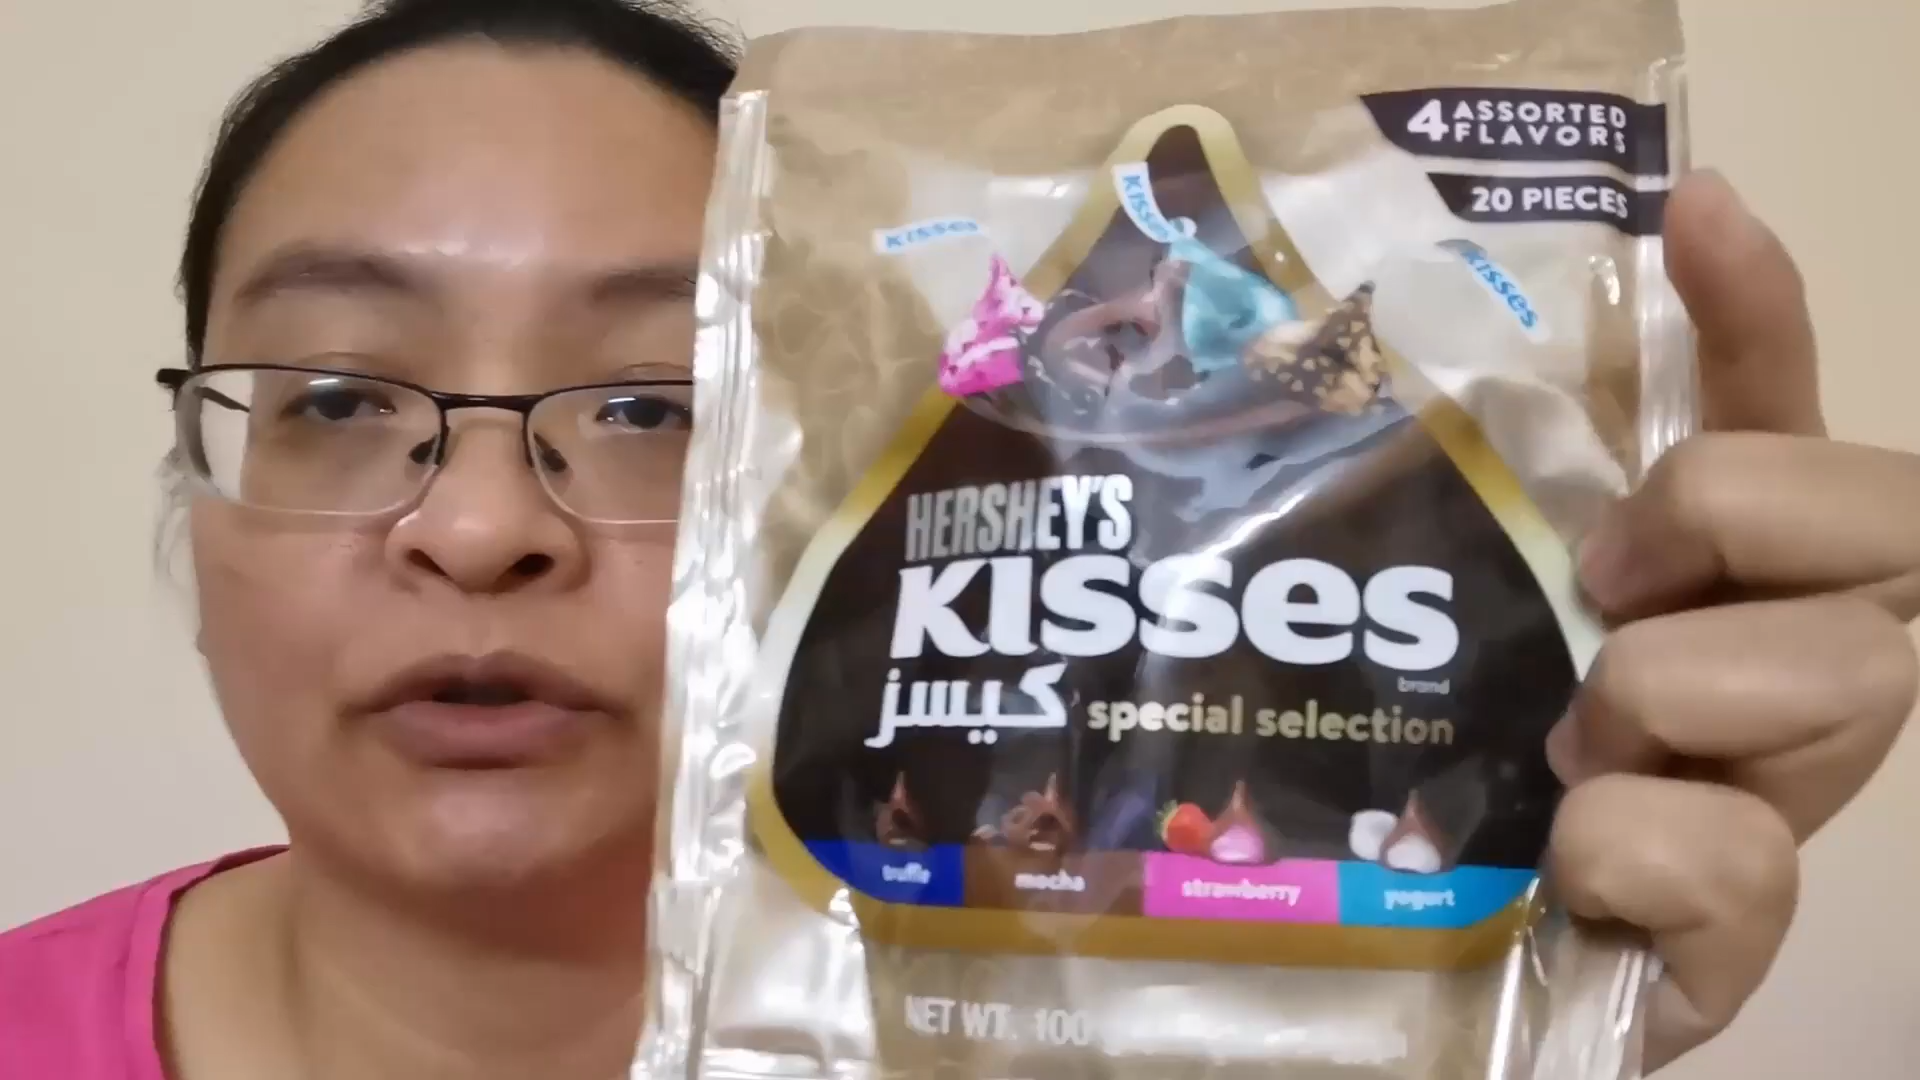 4 ASSORTED
FLAVORS
20 PIECES
KISSES
KISSES
KISSES
HERSHEY'S
KISSES
brand
كيسز special selection
truffle mocha strawberry yogurt
NET WT. 100